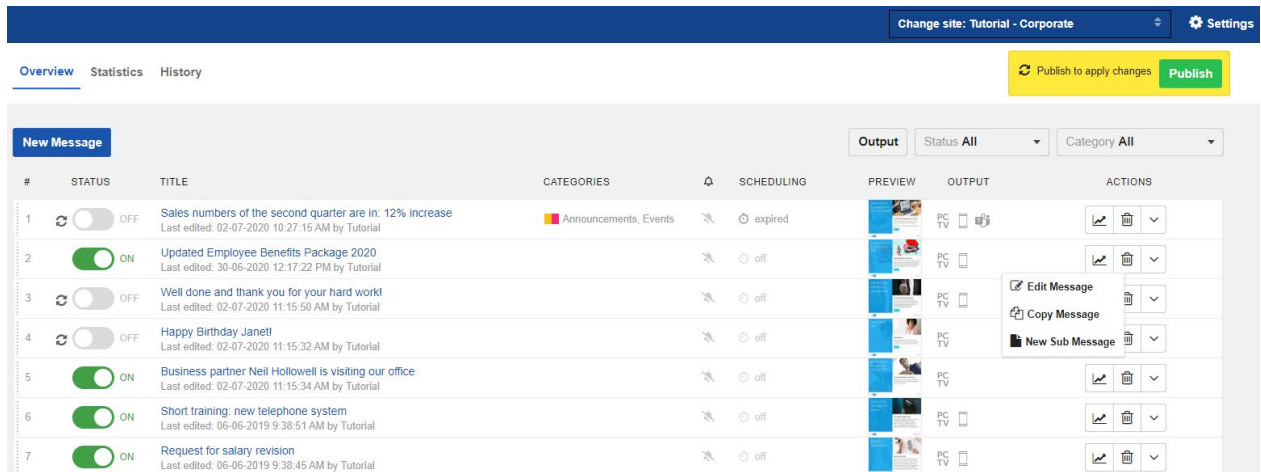 Change site: Tutorial - Corporate
Settings
Overview Statistics History
Publish to apply changes Publish
New Message
Output Status All Category All
# STATUS TITLE CATEGORIES SCHEDULING PREVIEW OUTPUT ACTIONS
1 OFF Sales numbers of the second quarter are in: 12% increase Announcements, Events expired PC TV
Last edited: 02-07-2020 10:27:15 AM by Tutorial
2 ON Updated Employee Benefits Package 2020 off PC TV
Last edited: 30-06-2020 12:17:22 PM by Tutorial
Edit Message
Copy Message
New Sub Message
3 OFF Well done and thank you for your hard work! off PC TV
Last edited: 02-07-2020 11:15:50 AM by Tutorial
4 OFF Happy Birthday Janet! off PC TV
Last edited: 02-07-2020 11:15:32 AM by Tutorial
5 ON Business partner Neil Hollowell is visiting our office off PC TV
Last edited: 02-07-2020 11:15:34 AM by Tutorial
6 ON Short training: new telephone system off PC TV
Last edited: 06-06-2019 9:38:51 AM by Tutorial
7 ON Request for salary revision off PC TV
Last edited: 06-06-2019 9:38:45 AM by Tutorial